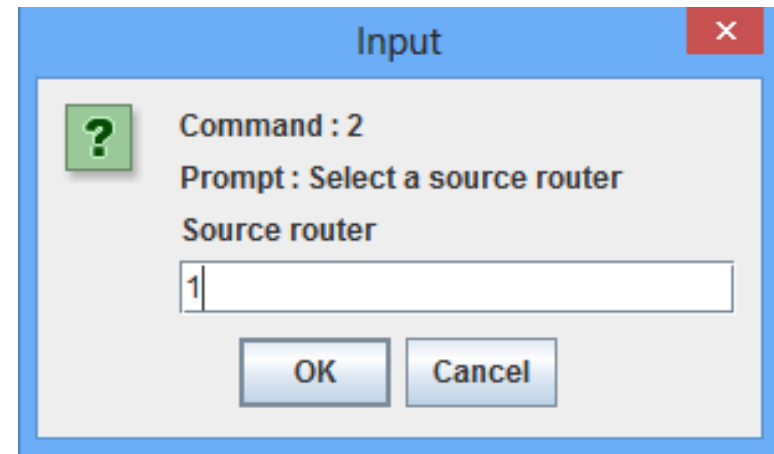 Input
Command : 2
Prompt : Select a source router
Source router
1
OK Cancel